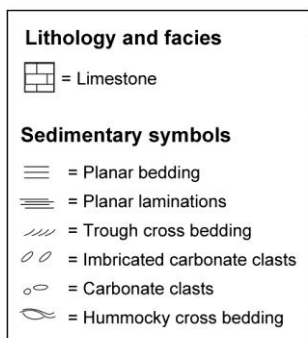 Lithology and facies
= Limestone
Sedimentary symbols
= Planar bedding
= Planar laminations
= Trough cross bedding
= Imbricated carbonate clasts
= Carbonate clasts
= Hummocky cross bedding